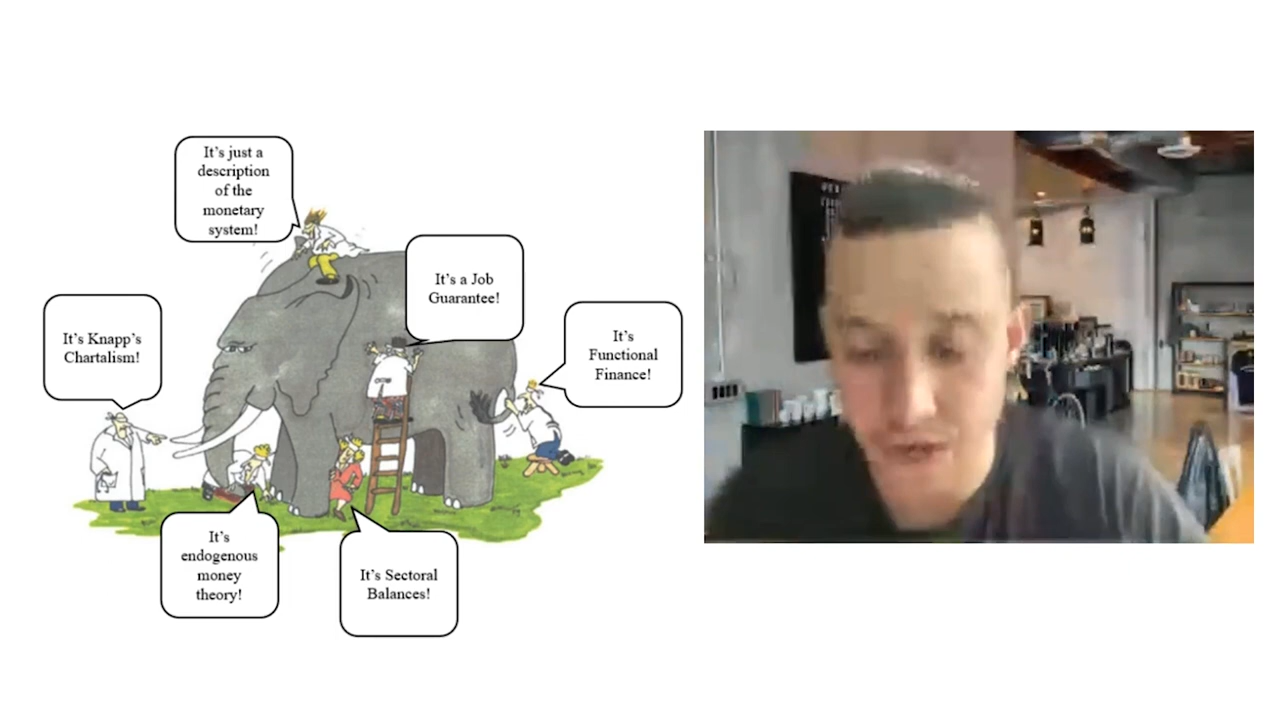 It’s just a
description
of the
monetary
system!
It’s a Job
Guarantee!
It’s Knapp’s
Chartalism!
It’s
Functional
Finance!
It’s
endogenous
money
theory!
It’s Sectoral
Balances!